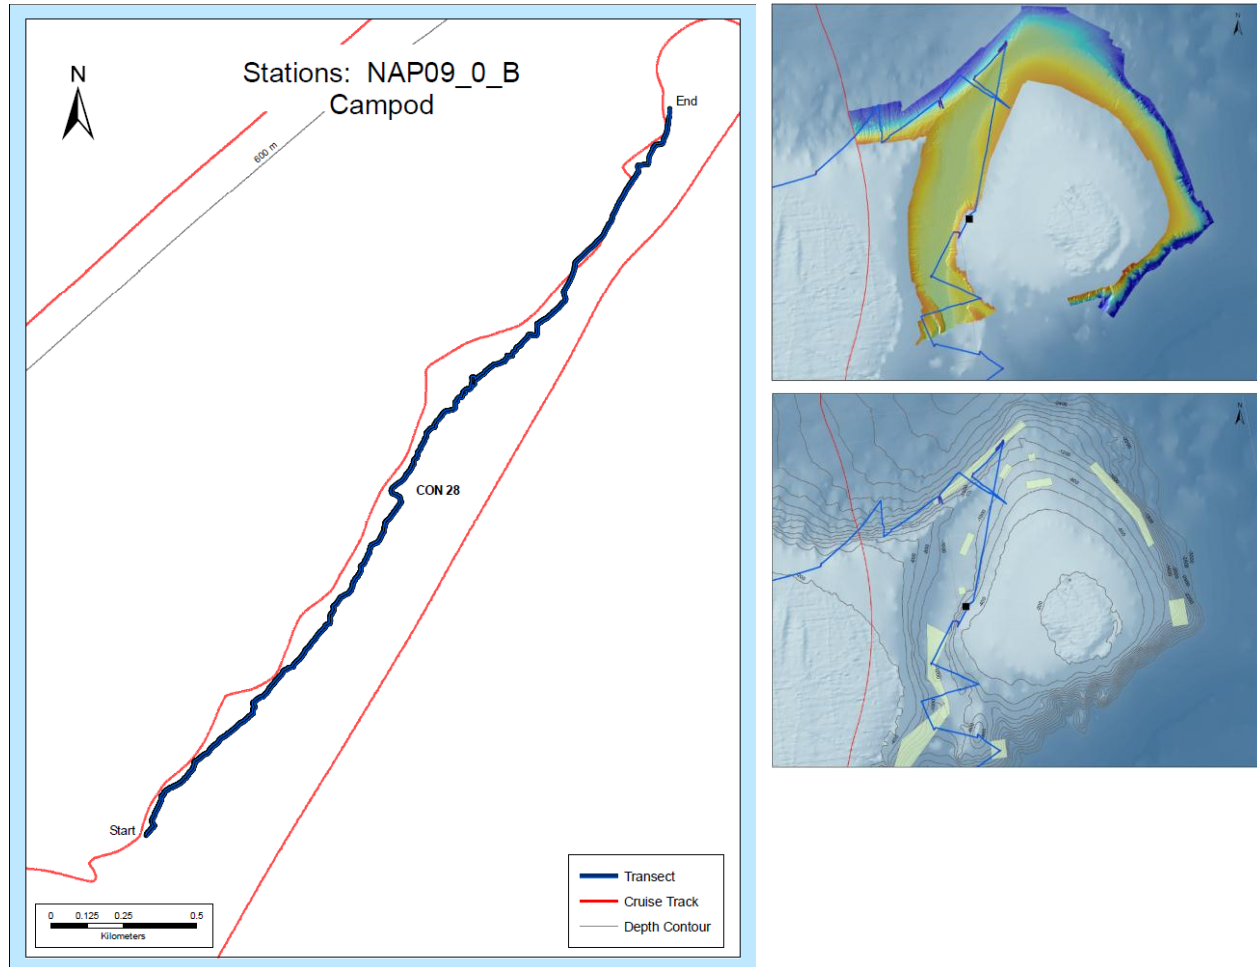 Stations: NAP09_0_B
Campod
N
End
600 m
CON 28
Start
Transect
Cruise Track
Depth Contour
0 0.125 0.25 0.5
Kilometers
N
N